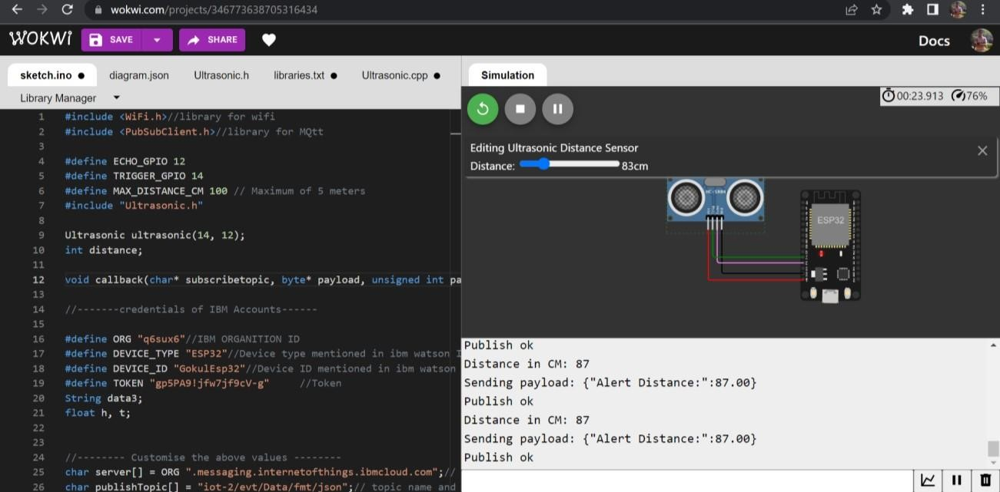 wokwi.com/projects/346773638705316434
WOKWI SAVE SHARE Docs
sketch.ino diagram.json Ultrasonic.h libraries.txt Ultrasonic.cpp
Library Manager
1 #include <WiFi.h>//library for wifi
2 #include <PubSubClient.h>//library for MQtt
3
4 #define ECHO_GPIO 12
5 #define TRIGGER_GPIO 14
6 #define MAX_DISTANCE_CM 100 // Maximum of 5 meters
7 #include "Ultrasonic.h"
8
9 Ultrasonic ultrasonic(14, 12);
10 int distance;
11
12 void callback(char* subscribetopic, byte* payload, unsigned int pa
13
14 //-------credentials of IBM Accounts------
15
16 #define ORG "q6sux6"//IBM ORGANITION ID
17 #define DEVICE_TYPE "ESP32"//Device type mentioned in ibm watson I
18 #define DEVICE_ID "GokulEsp32"//Device ID mentioned in ibm watson
19 #define TOKEN "gp5PA9!jfw7jf9cV-g" //Token
20 String data3;
21 float h, t;
22
23
24 //-------- Customise the above values --------
25 char server[] = ORG ".messaging.internetofthings.ibmcloud.com";//
26 char publishTopic[] = "iot-2/evt/Data/fmt/json";// topic name and
Simulation
00:23.913 76%
Editing Ultrasonic Distance Sensor
Distance: 83cm
HC-SR04
ESP32
Publish ok
Distance in CM: 87
Sending payload: {"Alert Distance:":87.00}
Publish ok
Distance in CM: 87
Sending payload: {"Alert Distance:":87.00}
Publish ok